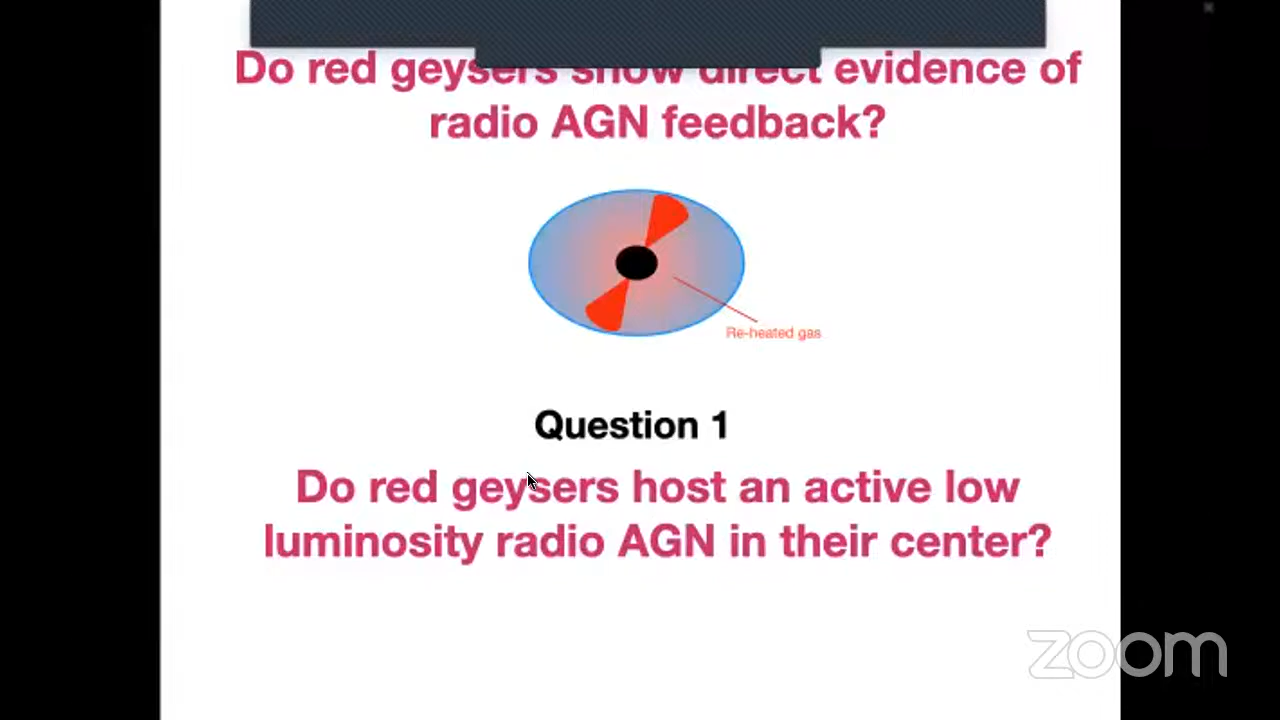 Do red geysers show direct evidence of
radio AGN feedback?
Re-heated gas
Question 1
Do red geysers host an active low
luminosity radio AGN in their center?
zoom